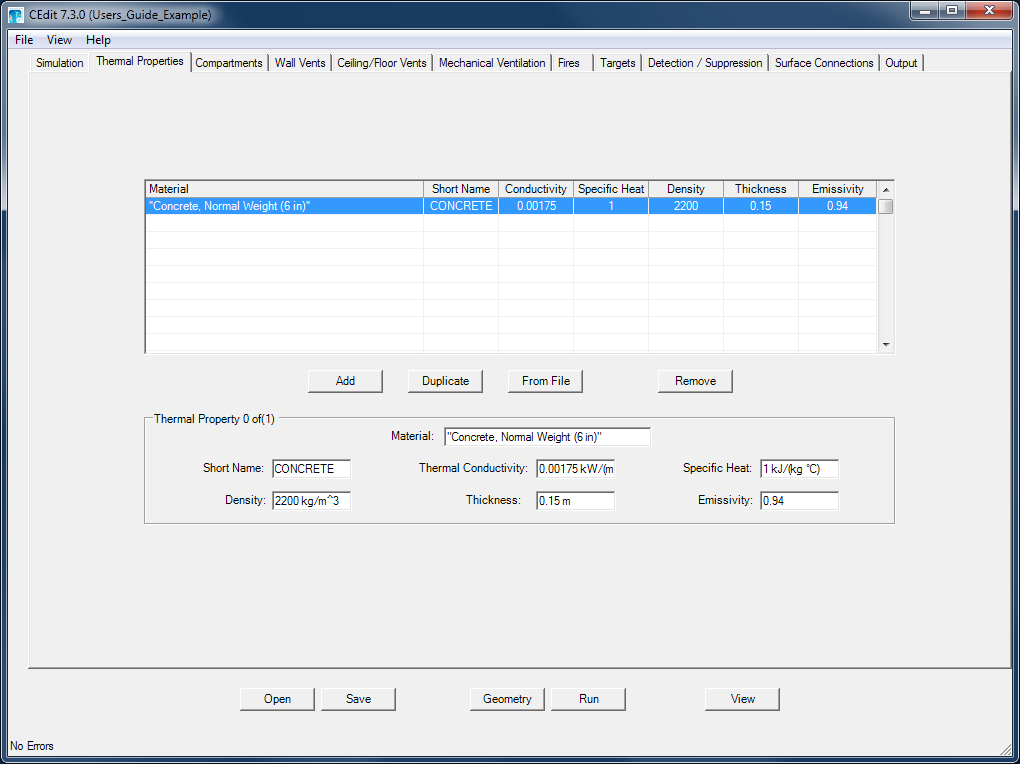 CEdit 7.3.0 (Users_Guide_Example)
File View Help
Simulation Thermal Properties Compartments Wall Vents Ceiling/Floor Vents Mechanical Ventilation Fires Targets Detection / Suppression Surface Connections Output
Material Short Name Conductivity Specific Heat Density Thickness Emissivity
"Concrete, Normal Weight (6 in)" CONCRETE 0.00175 1 2200 0.15 0.94
Add Duplicate From File Remove
Thermal Property 0 of(1)
Material: "Concrete, Normal Weight (6 in)"
Short Name: CONCRETE Thermal Conductivity: 0.00175 kW/(m Specific Heat: 1 kJ/(kg °C)
Density: 2200 kg/m^3 Thickness: 0.15 m Emissivity: 0.94
Open Save Geometry Run View
No Errors